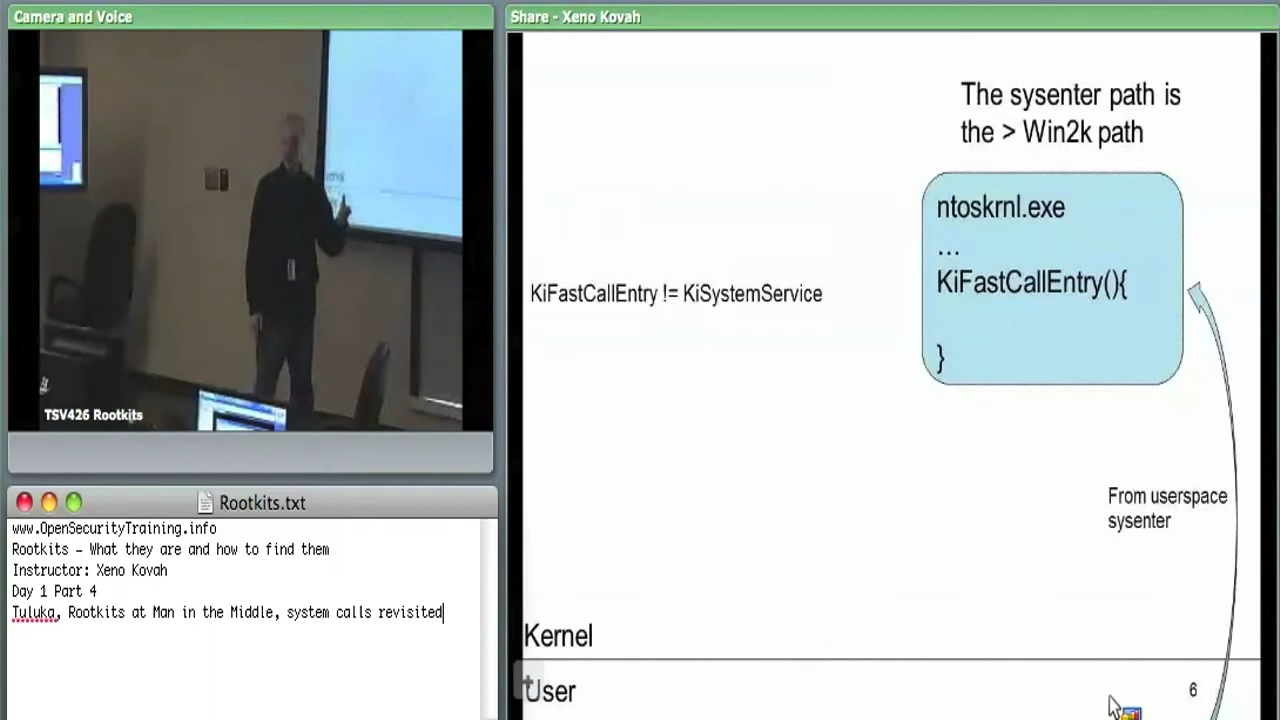 Camera and Voice
TSV426 Rootkits
Rootkits.txt
www.OpenSecurityTraining.info
Rootkits - What they are and how to find them
Instructor: Xeno Kovah
Day 1 Part 4
Tuluka, Rootkits at Man in the Middle, system calls revisited
Share - Xeno Kovah
The sysenter path is
the > Win2k path
ntoskrnl.exe
…
KiFastCallEntry(){
}
KiFastCallEntry != KiSystemService
From userspace
sysenter
Kernel
User
6